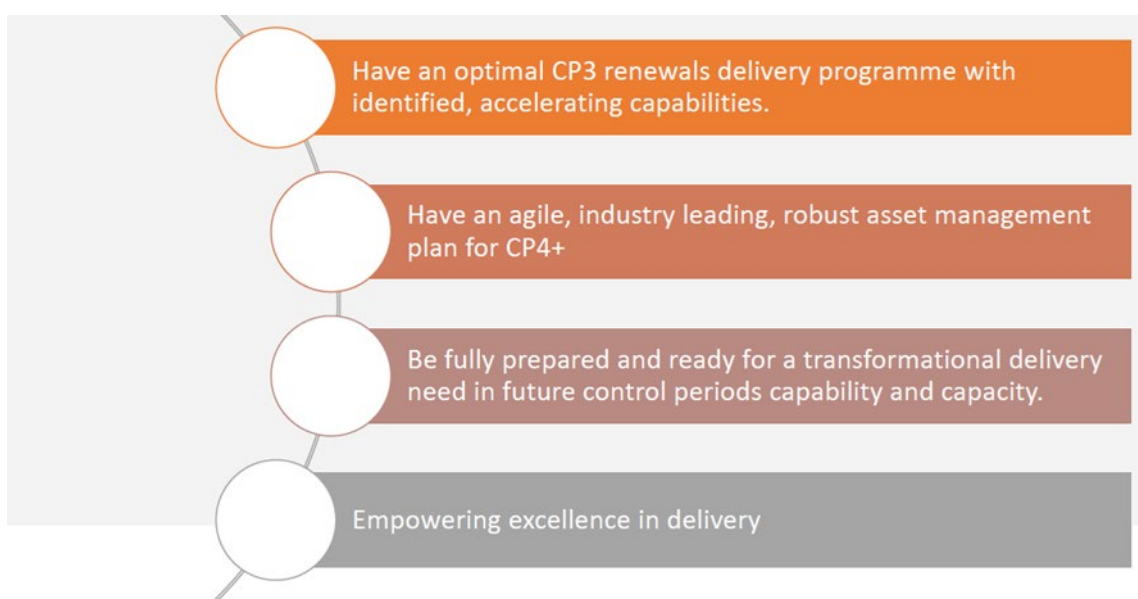 Have an optimal CP3 renewals delivery programme with
identified, accelerating capabilities.
Have an agile, industry leading, robust asset management
plan for CP4+
Be fully prepared and ready for a transformational delivery
need in future control periods capability and capacity.
Empowering excellence in delivery